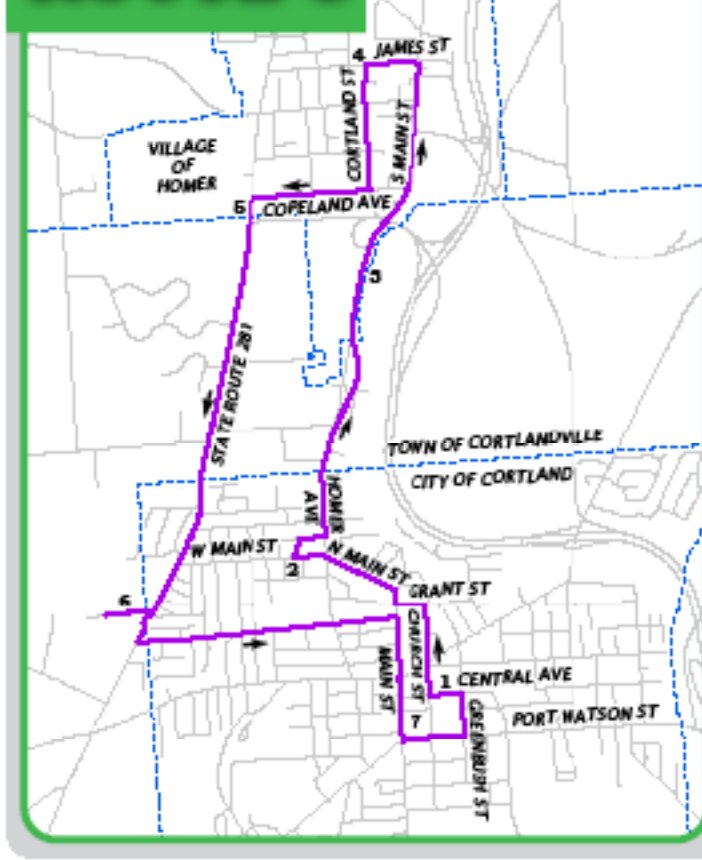 4 JAMES ST
CORTLAND ST
S MAIN ST
VILLAGE
OF
HOMER
5 COPELAND AVE
3
STATE ROUTE 281
TOWN OF CORTLANDVILLE
CITY OF CORTLAND
HOMER
AVE
W MAIN ST
N MAIN ST
2
GRANT ST
6
CHURCH ST
MAIN ST
1 CENTRAL AVE
7
GREENBUSH ST
PORT WATSON ST